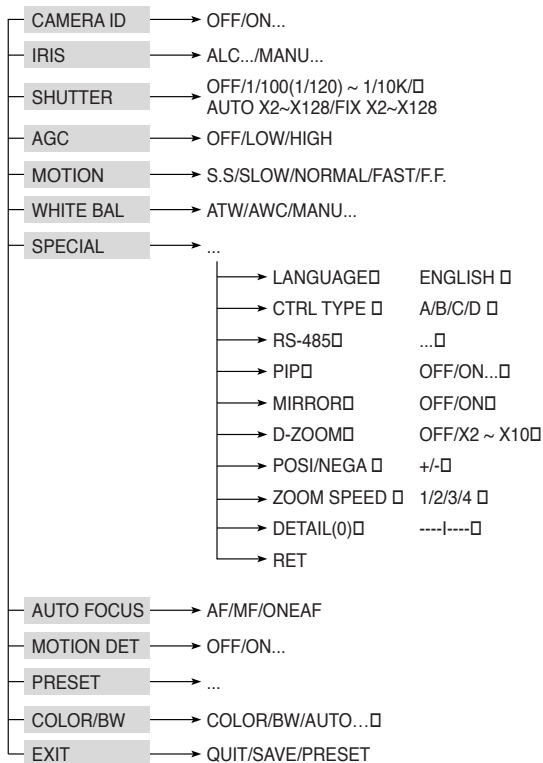 CAMERA ID OFF/ON...
IRIS ALC.../MANU...
SHUTTER OFF/1/100(1/120) ~ 1/10K/□
AUTO X2~X128/FIX X2~X128
AGC OFF/LOW/HIGH
MOTION S.S/SLOW/NORMAL/FAST/F.F.
WHITE BAL ATW/AWC/MANU...
SPECIAL ...
LANGUAGE□ ENGLISH □
CTRL TYPE □ A/B/C/D □
RS-485□ ...□
PIP□ OFF/ON...□
MIRROR□ OFF/ON□
D-ZOOM□ OFF/X2 ~ X10□
POSI/NEGA □ +/-□
ZOOM SPEED □ 1/2/3/4 □
DETAIL(0)□ ----I----□
RET
AUTO FOCUS AF/MF/ONEAF
MOTION DET OFF/ON...
PRESET ...
COLOR/BW COLOR/BW/AUTO...□
EXIT QUIT/SAVE/PRESET